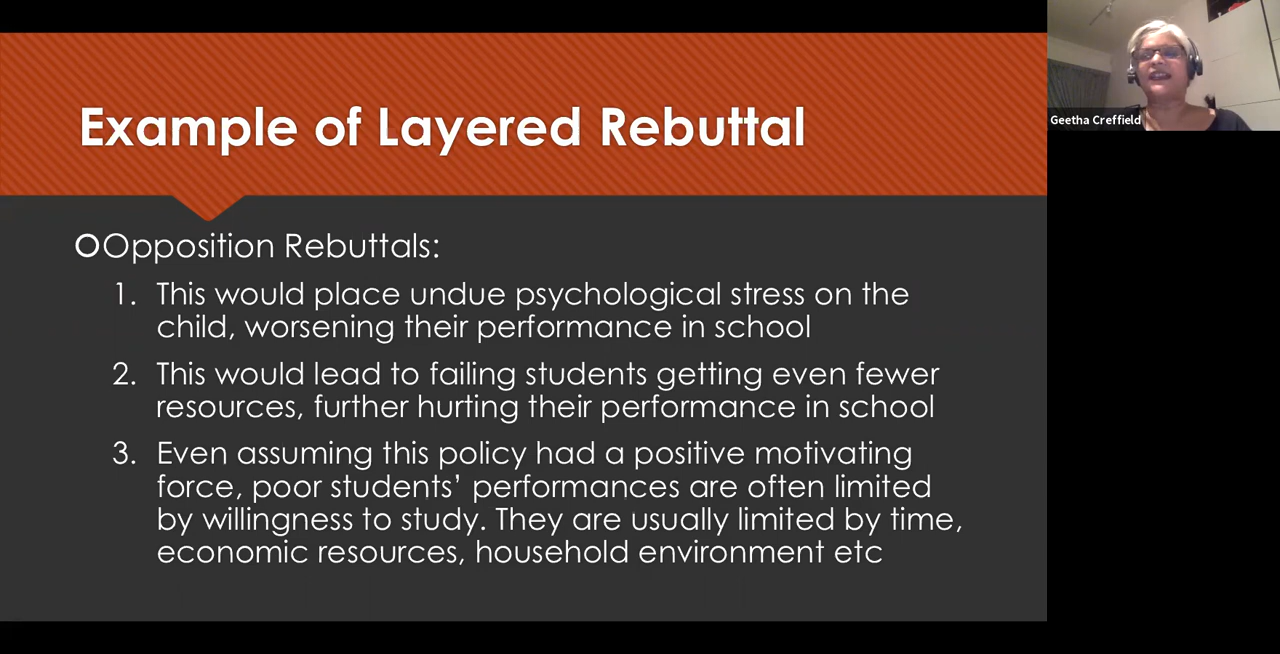 Example of Layered Rebuttal
Geetha Creffield
Opposition Rebuttals:
1. This would place undue psychological stress on the
child, worsening their performance in school
2. This would lead to failing students getting even fewer
resources, further hurting their performance in school
3. Even assuming this policy had a positive motivating
force, poor students’ performances are often limited
by willingness to study. They are usually limited by time,
economic resources, household environment etc